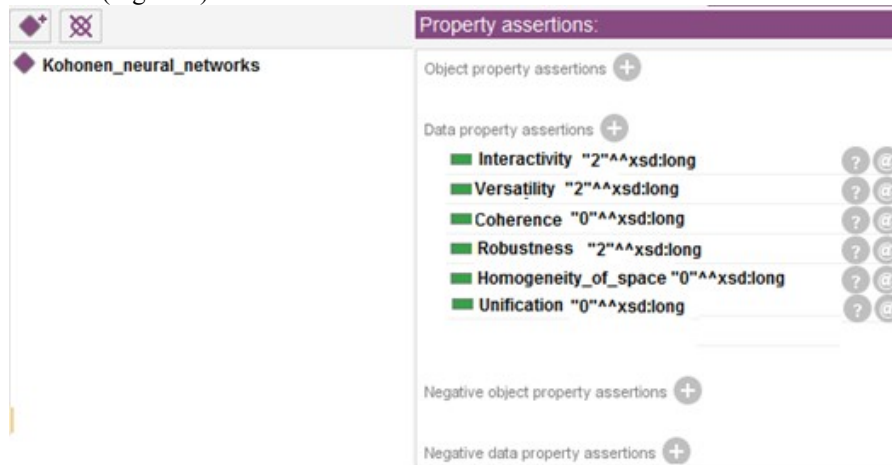 Property assertions:
Kohonen_neural_networks
Object property assertions
Data property assertions
Interactivity "2"^^xsd:long
Versatility "2"^^xsd:long
Coherence "0"^^xsd:long
Robustness "2"^^xsd:long
Homogeneity_of_space "0"^^xsd:long
Unification "0"^^xsd:long
Negative object property assertions
Negative data property assertions